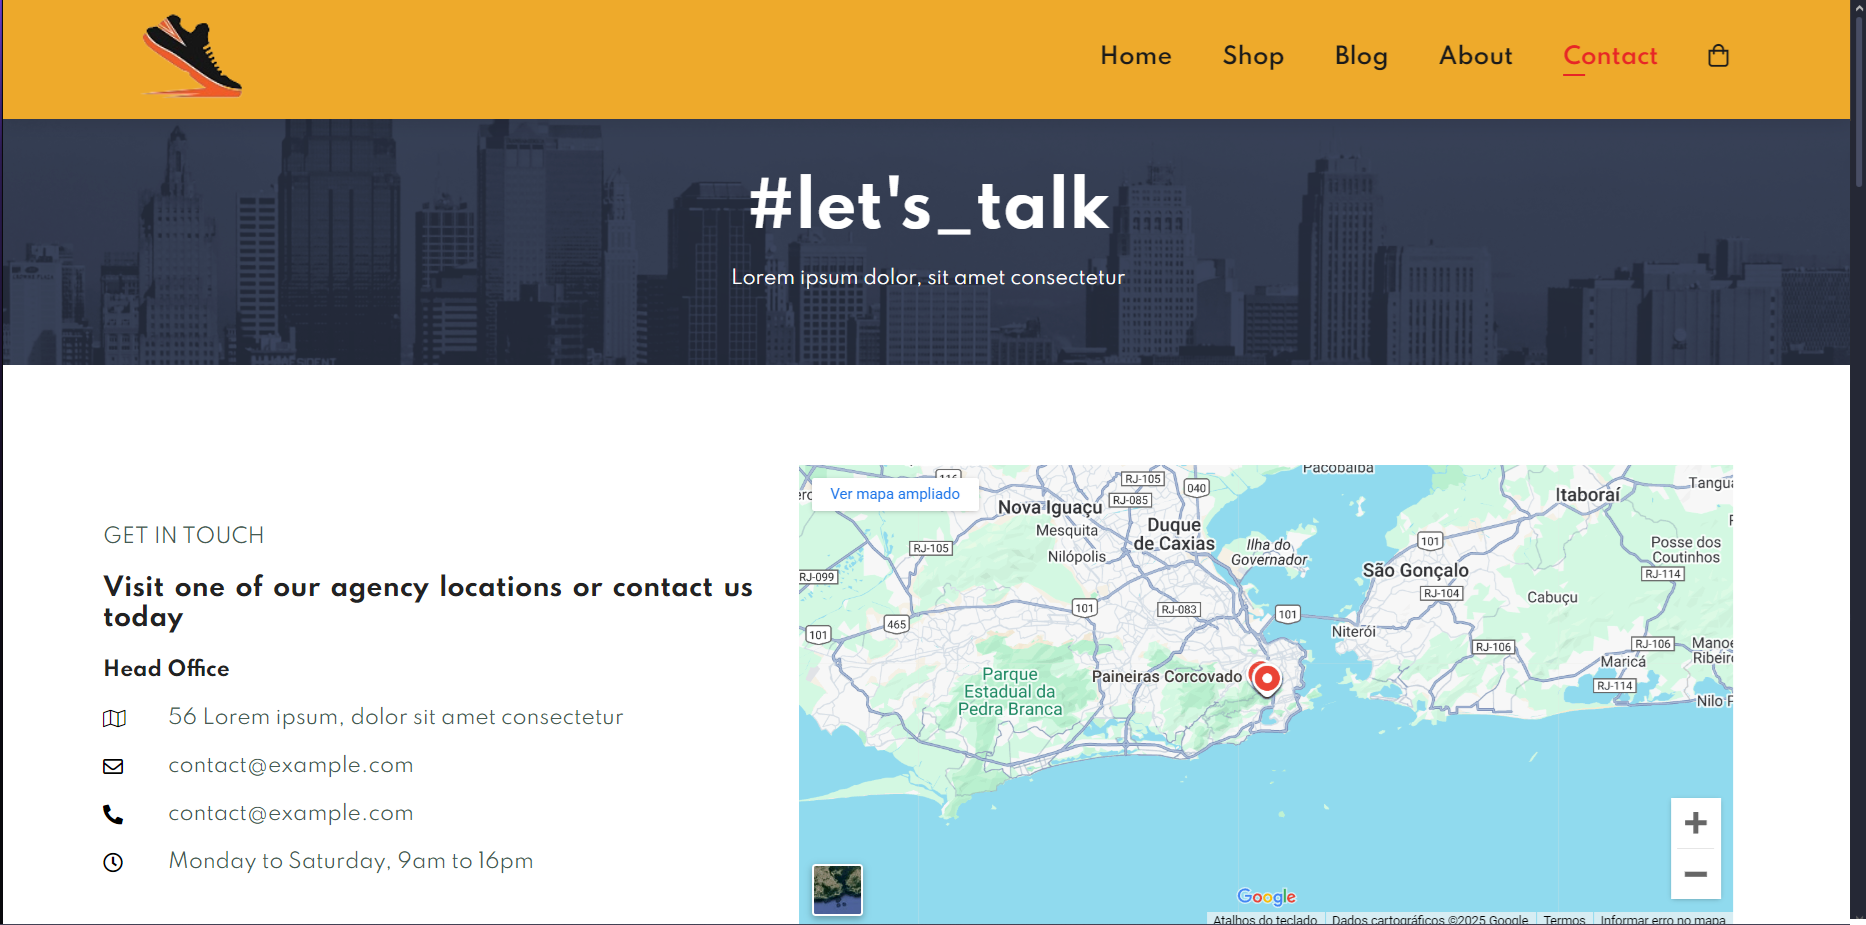 Home Shop Blog About Contact
#let's_talk
Lorem ipsum dolor, sit amet consectetur
GET IN TOUCH
Visit one of our agency locations or contact us
today
Head Office
56 Lorem ipsum, dolor sit amet consectetur
contact@example.com
contact@example.com
Monday to Saturday, 9am to 16pm
Ver mapa ampliado
Pacobaíba
RJ-105
040
RJ-085
Nova Iguaçu
Mesquita
Nilópolis
Duque
de Caxias
Ilha do
Governador
Itaboraí
RJ-105
RJ-099
101
Posse dos
Coutinhos
RJ-114
São Gonçalo
RJ-104
Cabuçu
101
RJ-083
101
465
101
Niterói
RJ-106
RJ-106
Maricá
RJ-114
Parque
Estadual da
Pedra Branca
Paineiras Corcovado
Google
Atalhos do teclado
Dados cartográficos ©2025 Google
Termos
Informar erro no mapa